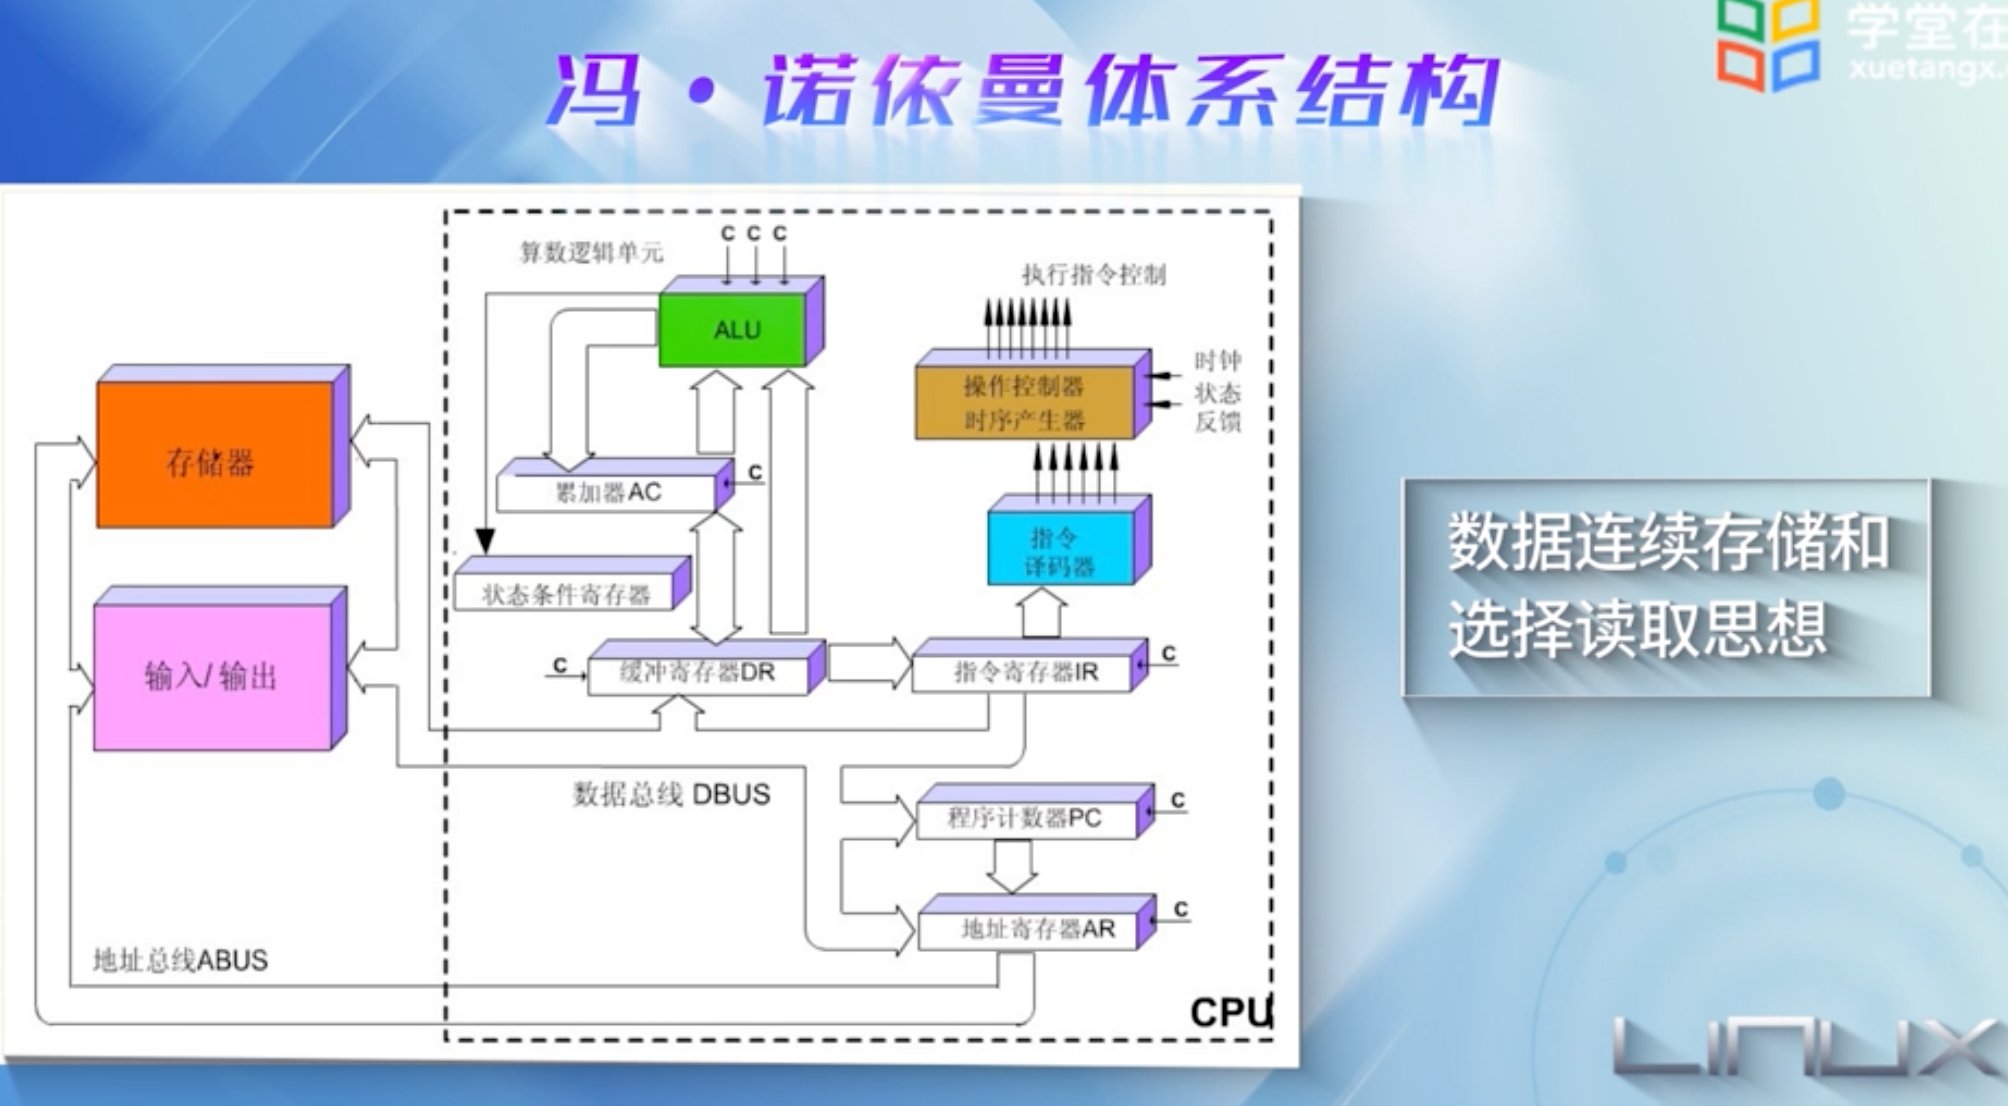 学堂在
xuetangx.
冯·诺依曼体系结构
算数逻辑单元
C C C
ALU
执行指令控制
操作控制器
时序产生器
时钟
状态
反馈
存储器
累加器AC
C
指令
译码器
状态条件寄存器
输入/输出
C
缓冲寄存器DR
指令寄存器IR
C
数据总线 DBUS
程序计数器PC
C
地址寄存器AR
C
地址总线ABUS
CPU
数据连续存储和
选择读取思想
LINUX